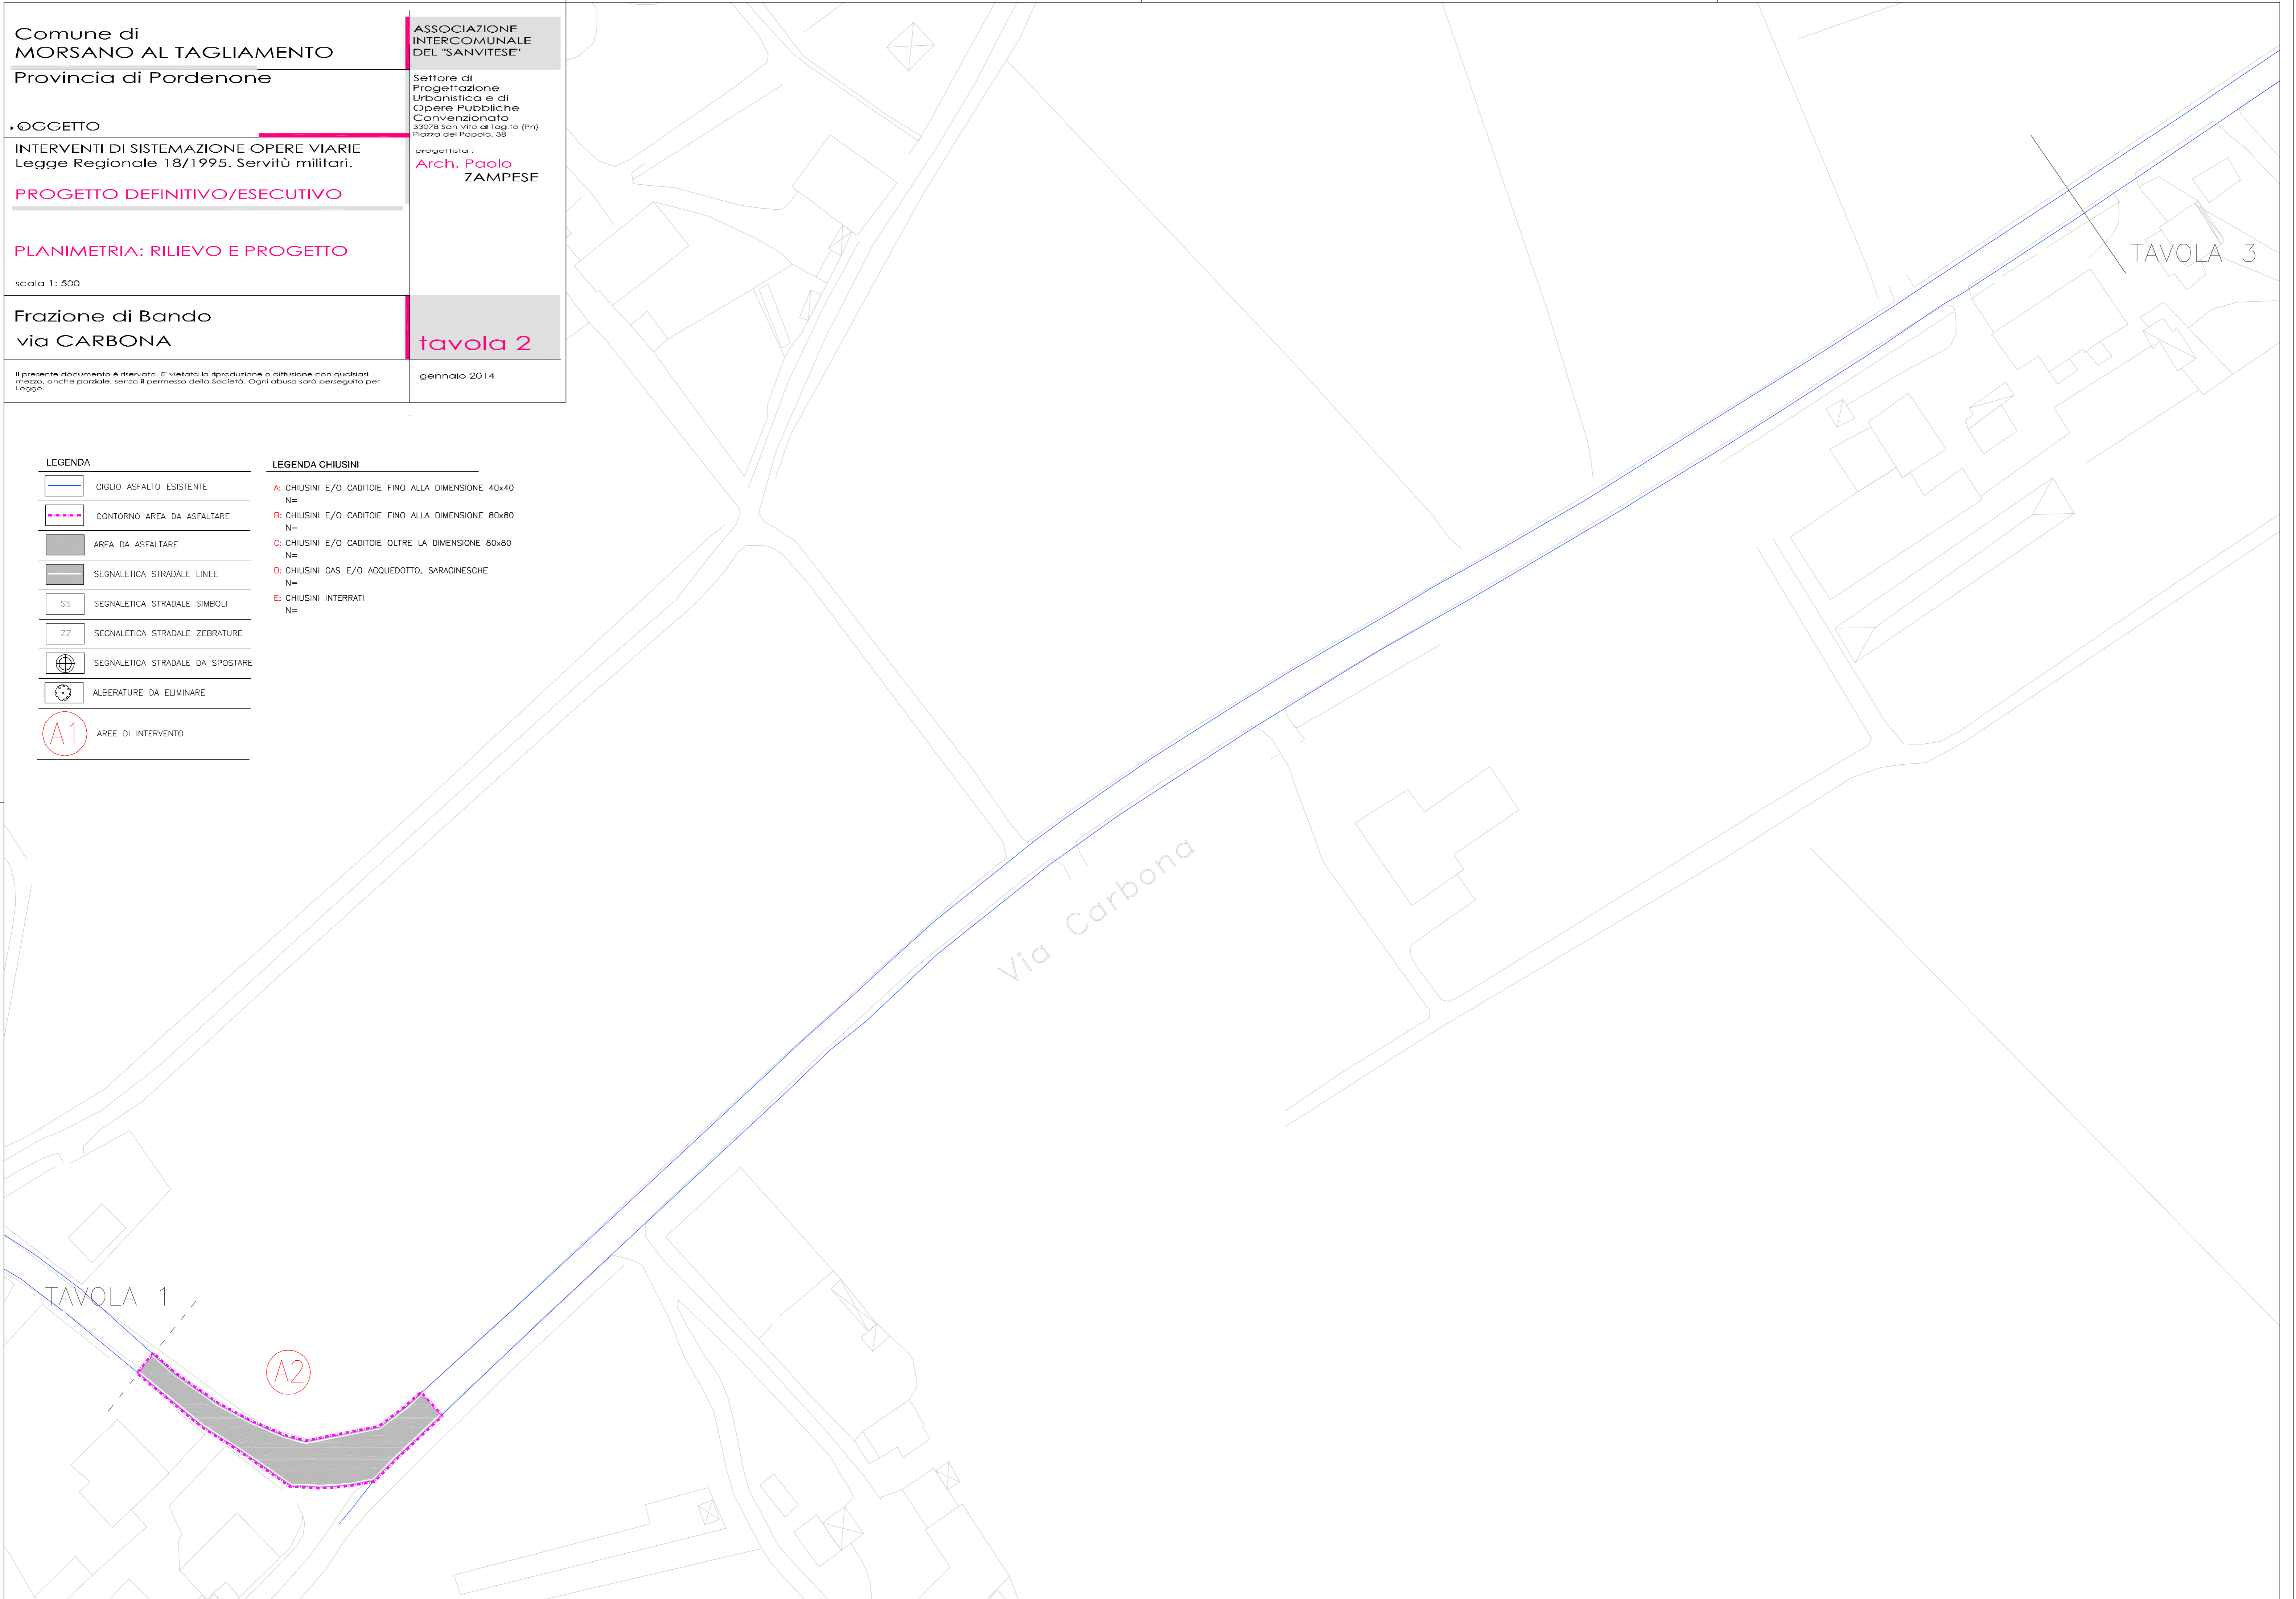 Comune di
MORSANO AL TAGLIAMENTO
Provincia di Pordenone
OGGETTO
INTERVENTI DI SISTEMAZIONE OPERE VIARIE
Legge Regionale 18/1995. Servitù militari.
PROGETTO DEFINITIVO/ESECUTIVO
PLANIMETRIA: RILIEVO E PROGETTO
scala 1: 500
Frazione di Bando
via CARBONA
Il presente documento è riservato. E' vietata la riproduzione o diffusione con qualsiasi
mezzo, anche parziale, senza il permesso della Società. Ogni abuso sarà perseguito per
Legge.
ASSOCIAZIONE
INTERCOMUNALE
DEL "SANVITESE"
Settore di
Progettazione
Urbanistica e di
Opere Pubbliche
Convenzionato
33078 San Vito al Tag.to (Pn)
Piazza del Popolo, 38
progettista :
Arch. Paolo
ZAMPESE
tavola 2
gennaio 2014
LEGENDA
CIGLIO ASFALTO ESISTENTE
CONTORNO AREA DA ASFALTARE
AREA DA ASFALTARE
SEGNALETICA STRADALE LINEE
SS SEGNALETICA STRADALE SIMBOLI
ZZ SEGNALETICA STRADALE ZEBRATURE
SEGNALETICA STRADALE DA SPOSTARE
ALBERATURE DA ELIMINARE
A1 AREE DI INTERVENTO
LEGENDA CHIUSINI
A: CHIUSINI E/O CADITOIE FINO ALLA DIMENSIONE 40x40
N=
B: CHIUSINI E/O CADITOIE FINO ALLA DIMENSIONE 80x80
N=
C: CHIUSINI E/O CADITOIE OLTRE LA DIMENSIONE 80x80
N=
D: CHIUSINI GAS E/O ACQUEDOTTO, SARACINESCHE
N=
E: CHIUSINI INTERRATI
N=
TAVOLA 3
Via Carbona
TAVOLA 1
A2